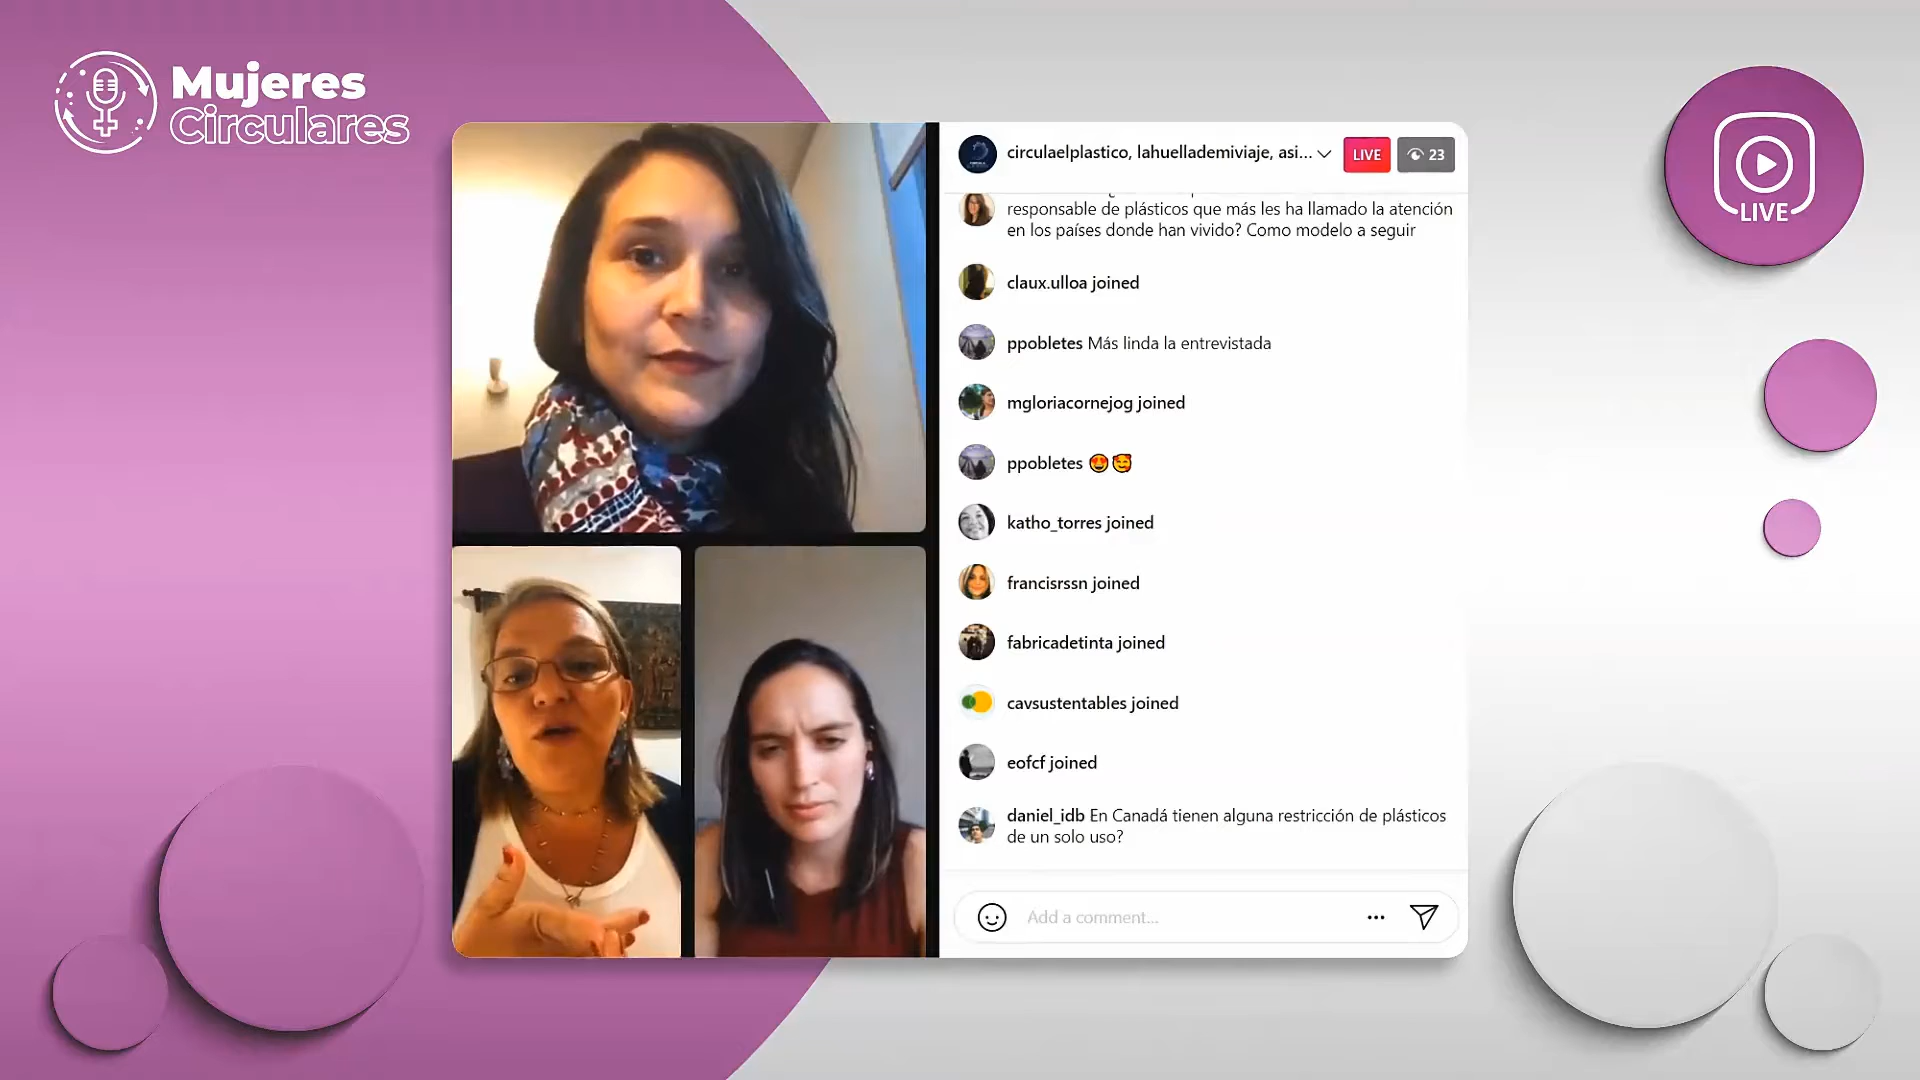 Mujeres
Circulares
circulaelplastico, lahuellademiviaje, asi...
LIVE
23
LIVE
responsable de plásticos que más les ha llamado la atención
en los países donde han vivido? Como modelo a seguir
claux.ulloa joined
ppobletes Más linda la entrevistada
mgloriacornejog joined
ppobletes 😍🥰
katho_torres joined
francisrssn joined
fabricadetinta joined
cavsustentables joined
eofcf joined
daniel_idb En Canadá tienen alguna restricción de plásticos
de un solo uso?
Add a comment...